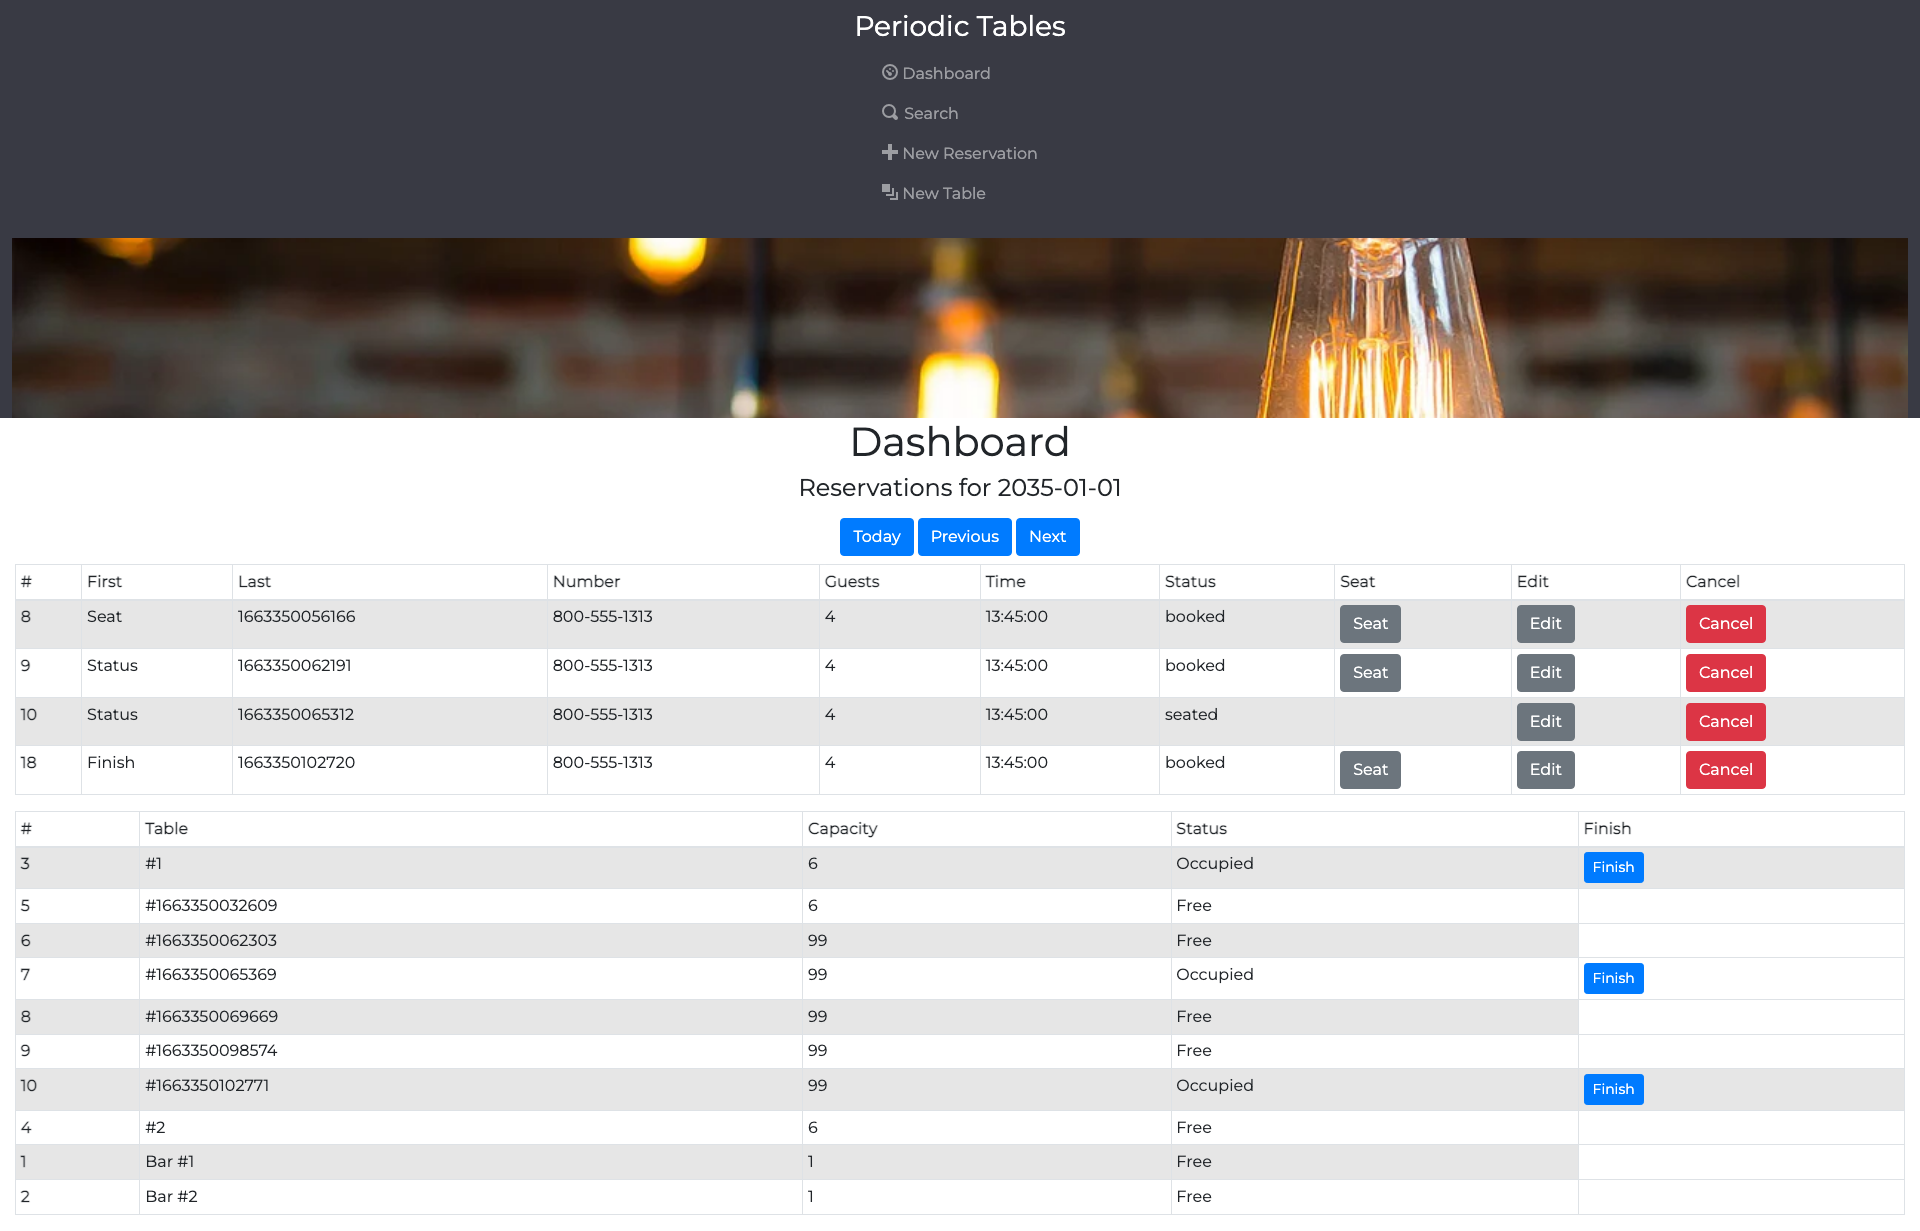 Periodic Tables
Dashboard
Search
New Reservation
New Table
Dashboard
Reservations for 2035-01-01
Today Previous Next
# First Last Number Guests Time Status Seat Edit Cancel
8 Seat 1663350056166 800-555-1313 4 13:45:00 booked Seat Edit Cancel
9 Status 1663350062191 800-555-1313 4 13:45:00 booked Seat Edit Cancel
10 Status 1663350065312 800-555-1313 4 13:45:00 seated Edit Cancel
18 Finish 1663350102720 800-555-1313 4 13:45:00 booked Seat Edit Cancel
# Table Capacity Status Finish
3 #1 6 Occupied Finish
5 #1663350032609 6 Free
6 #1663350062303 99 Free
7 #1663350065369 99 Occupied Finish
8 #1663350069669 99 Free
9 #1663350098574 99 Free
10 #1663350102771 99 Occupied Finish
4 #2 6 Free
1 Bar #1 1 Free
2 Bar #2 1 Free